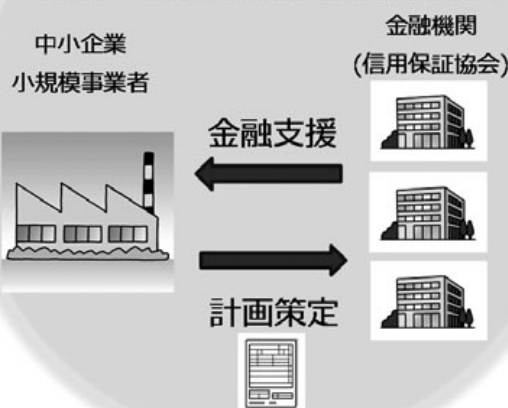 中小企業
小規模事業者
金融機関
(信用保証協会)
金融支援
計画策定